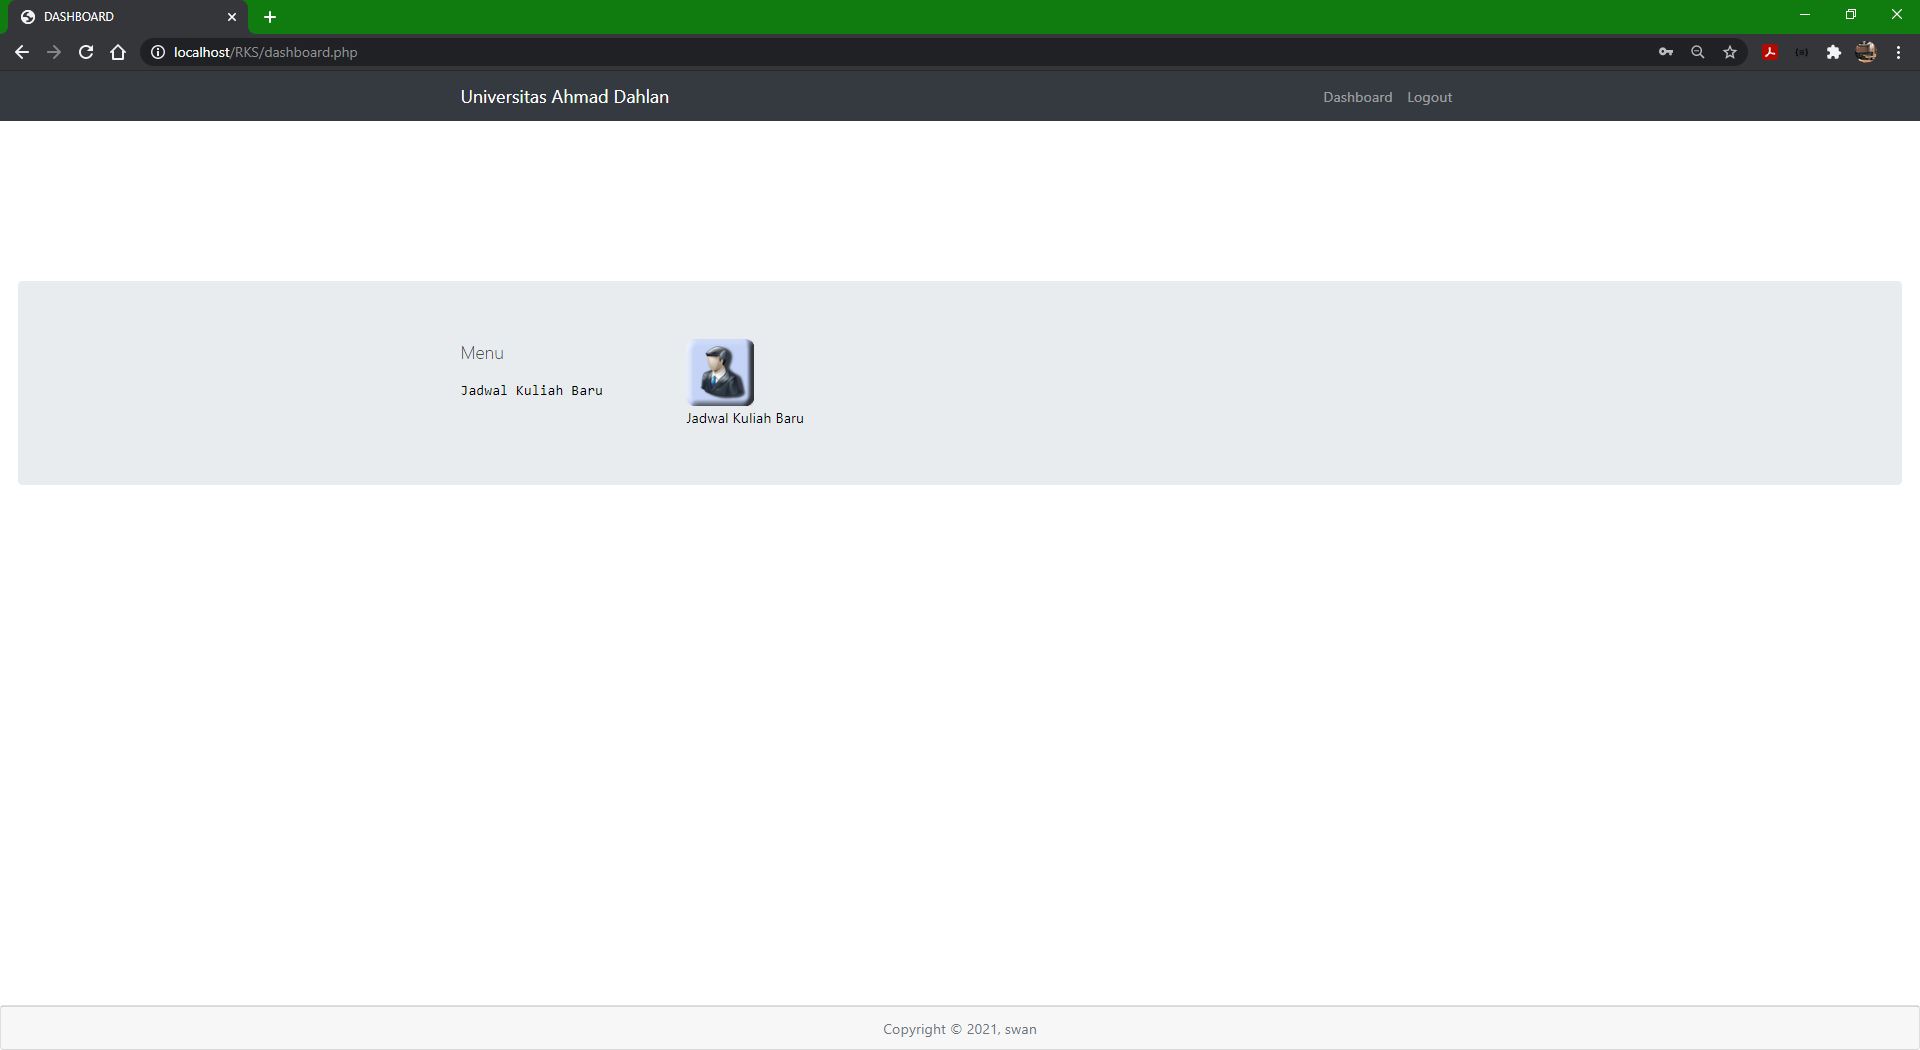 DASHBOARD
localhost/RKS/dashboard.php
Universitas Ahmad Dahlan
Dashboard Logout
Menu
Jadwal Kuliah Baru
Jadwal Kuliah Baru
Copyright © 2021, swan